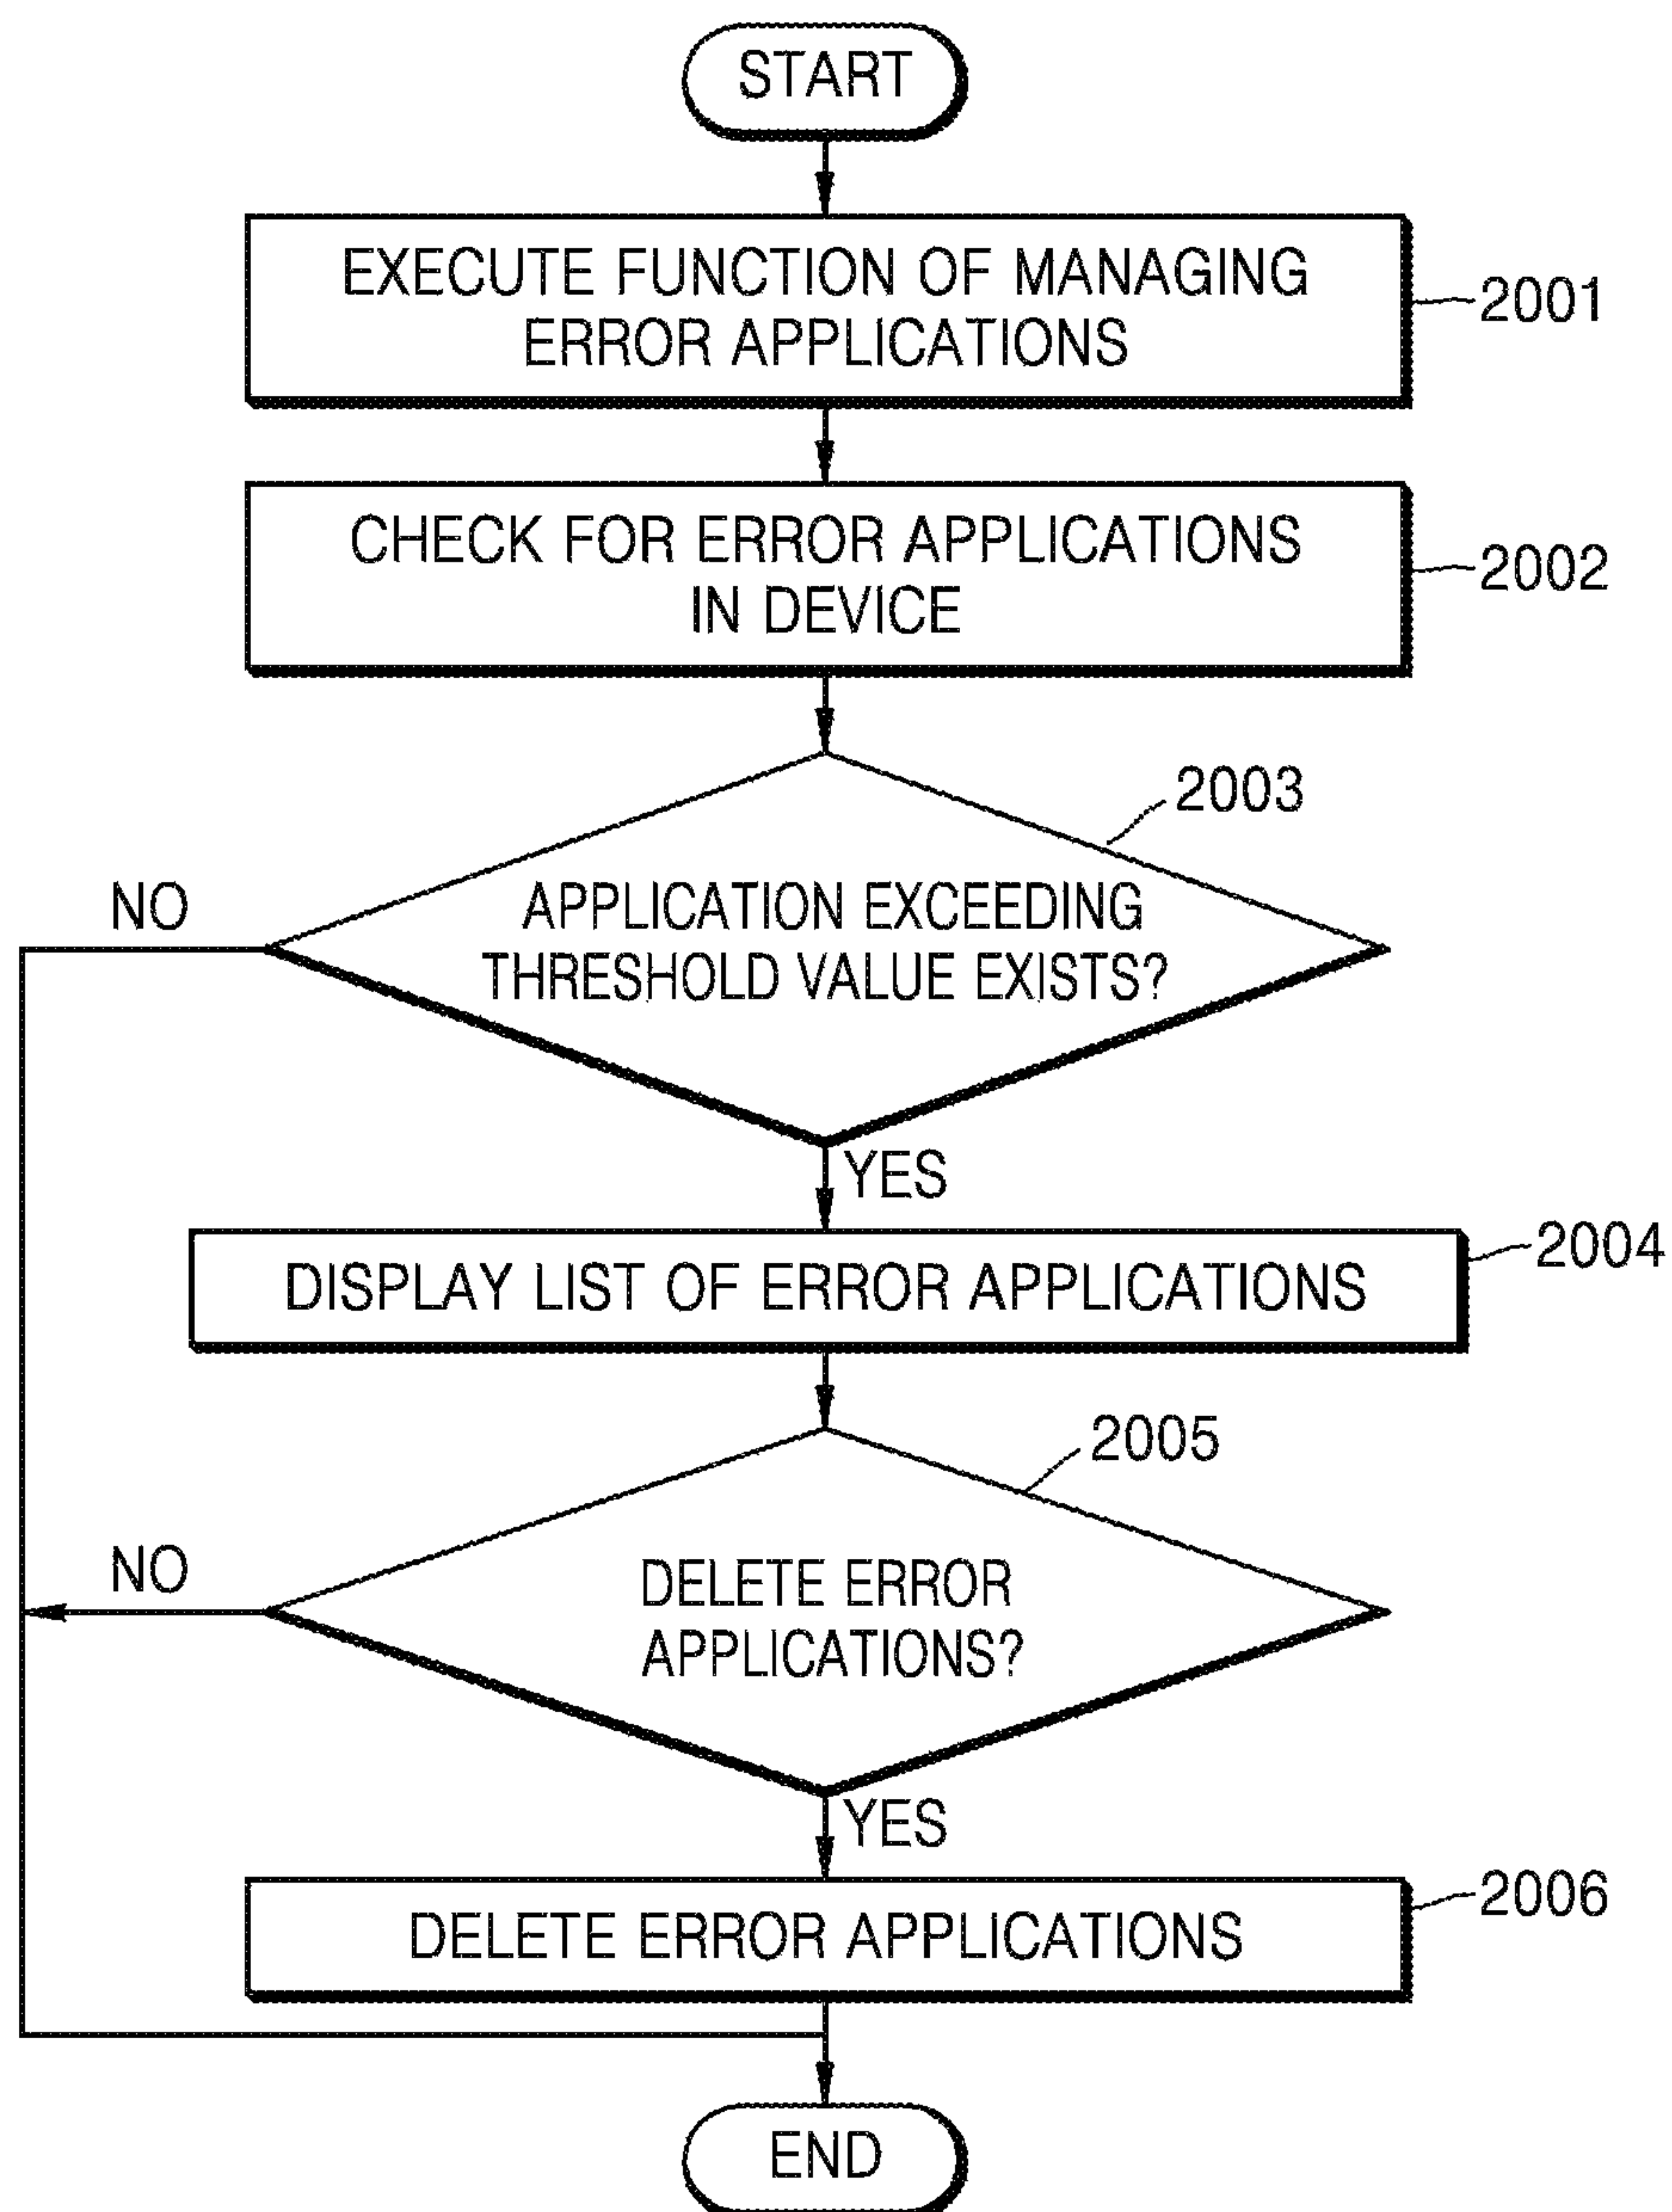 START
EXECUTE FUNCTION OF MANAGING
ERROR APPLICATIONS
2001
CHECK FOR ERROR APPLICATIONS
IN DEVICE
2002
2003
NO
APPLICATION EXCEEDING
THRESHOLD VALUE EXISTS?
YES
2004
DISPLAY LIST OF ERROR APPLICATIONS
2005
NO
DELETE ERROR
APPLICATIONS?
YES
2006
DELETE ERROR APPLICATIONS
END